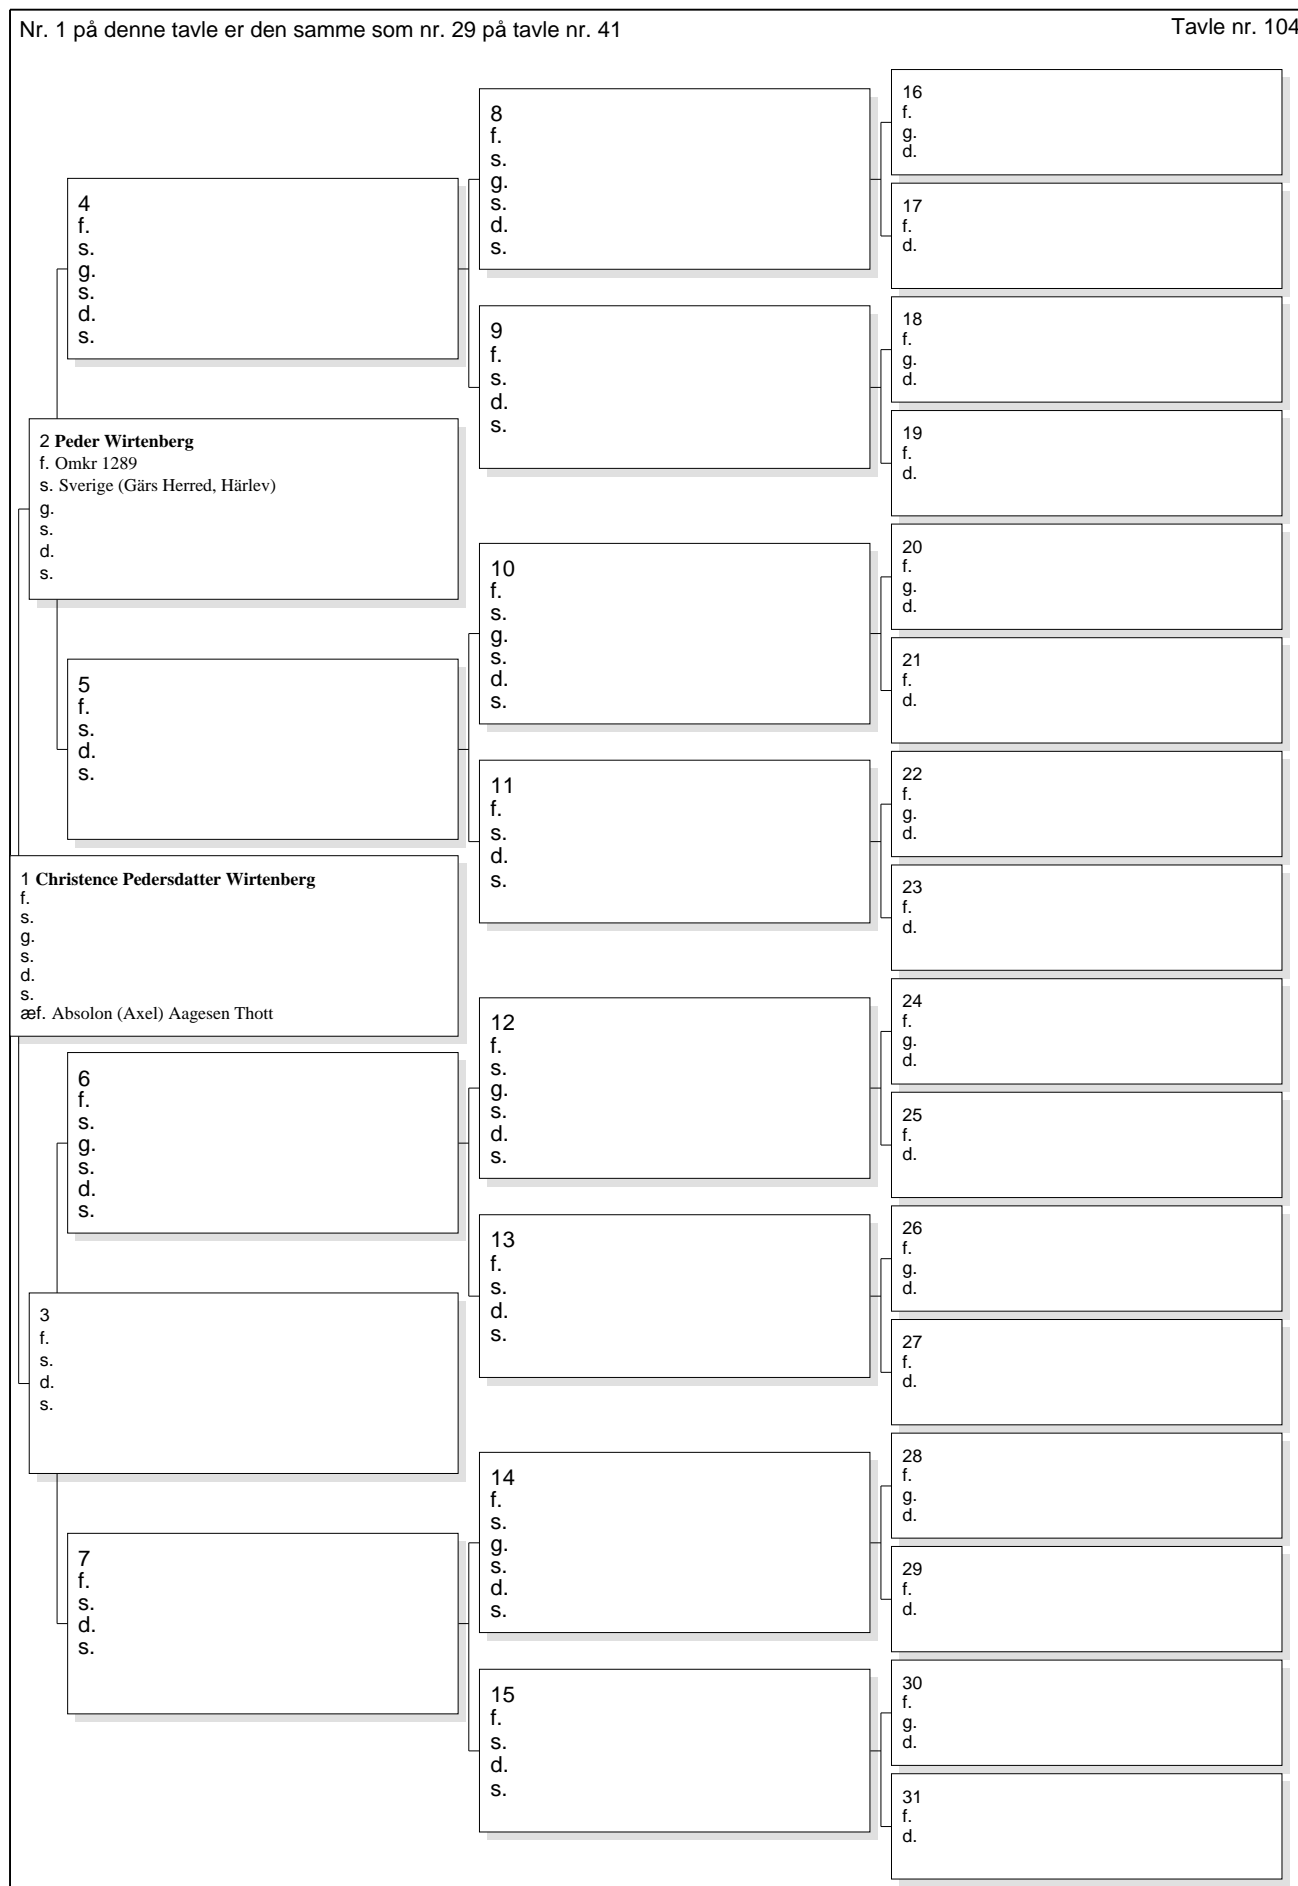 Nr. 1 på denne tavle er den samme som nr. 29 på tavle nr. 41
Tavle nr. 104
4
f.
s.
g.
s.
d.
s.
2 Peder Wirtenberg
f. Omkr 1289
s. Sverige (Gärs Herred, Härlev)
g.
s.
d.
s.
5
f.
s.
d.
s.
1 Christence Pedersdatter Wirtenberg
f.
s.
g.
s.
d.
s.
æf. Absolon (Axel) Aagesen Thott
6
f.
s.
g.
s.
d.
s.
3
f.
s.
d.
s.
7
f.
s.
d.
s.
8
f.
s.
g.
s.
d.
s.
9
f.
s.
d.
s.
10
f.
s.
g.
s.
d.
s.
11
f.
s.
d.
s.
12
f.
s.
g.
s.
d.
s.
13
f.
s.
d.
s.
14
f.
s.
g.
s.
d.
s.
15
f.
s.
d.
s.
16
f.
g.
d.
17
f.
d.
18
f.
g.
d.
19
f.
d.
20
f.
g.
d.
21
f.
d.
22
f.
g.
d.
23
f.
d.
24
f.
g.
d.
25
f.
d.
26
f.
g.
d.
27
f.
d.
28
f.
g.
d.
29
f.
d.
30
f.
g.
d.
31
f.
d.